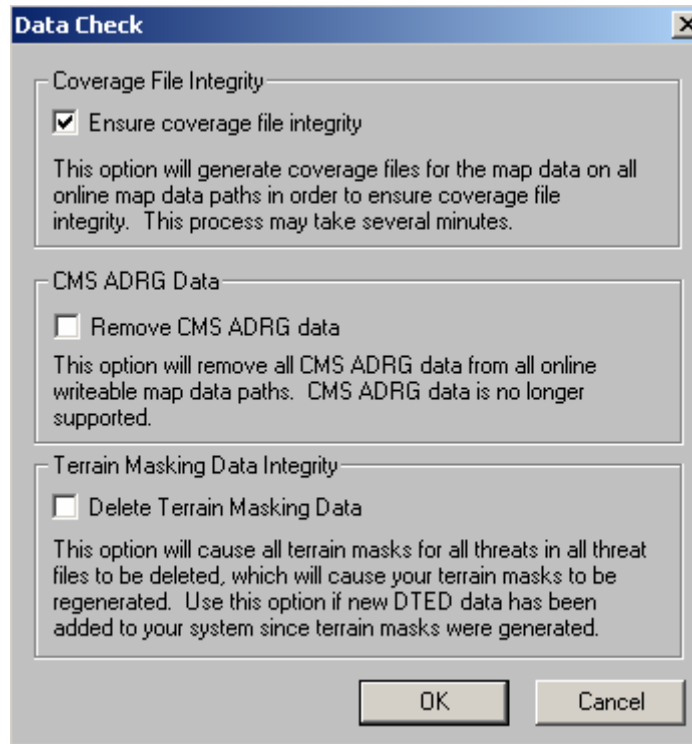 Data Check
Coverage File Integrity
Ensure coverage file integrity
This option will generate coverage files for the map data on all
online map data paths in order to ensure coverage file
integrity.  This process may take several minutes.
CMS ADRG Data
Remove CMS ADRG data
This option will remove all CMS ADRG data from all online
writeable map data paths.  CMS ADRG data is no longer
supported.
Terrain Masking Data Integrity
Delete Terrain Masking Data
This option will cause all terrain masks for all threats in all threat
files to be deleted, which will cause your terrain masks to be
regenerated.  Use this option if new DTED data has been
added to your system since terrain masks were generated.
OK
Cancel